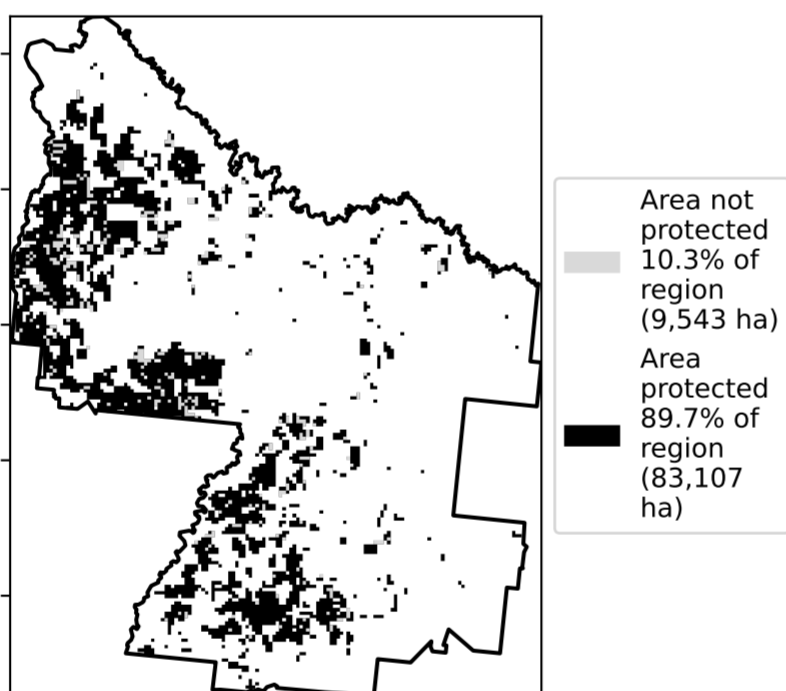 Area not
protected
10.3% of
region
(9,543 ha)
Area
protected
89.7% of
region
(83,107
ha)